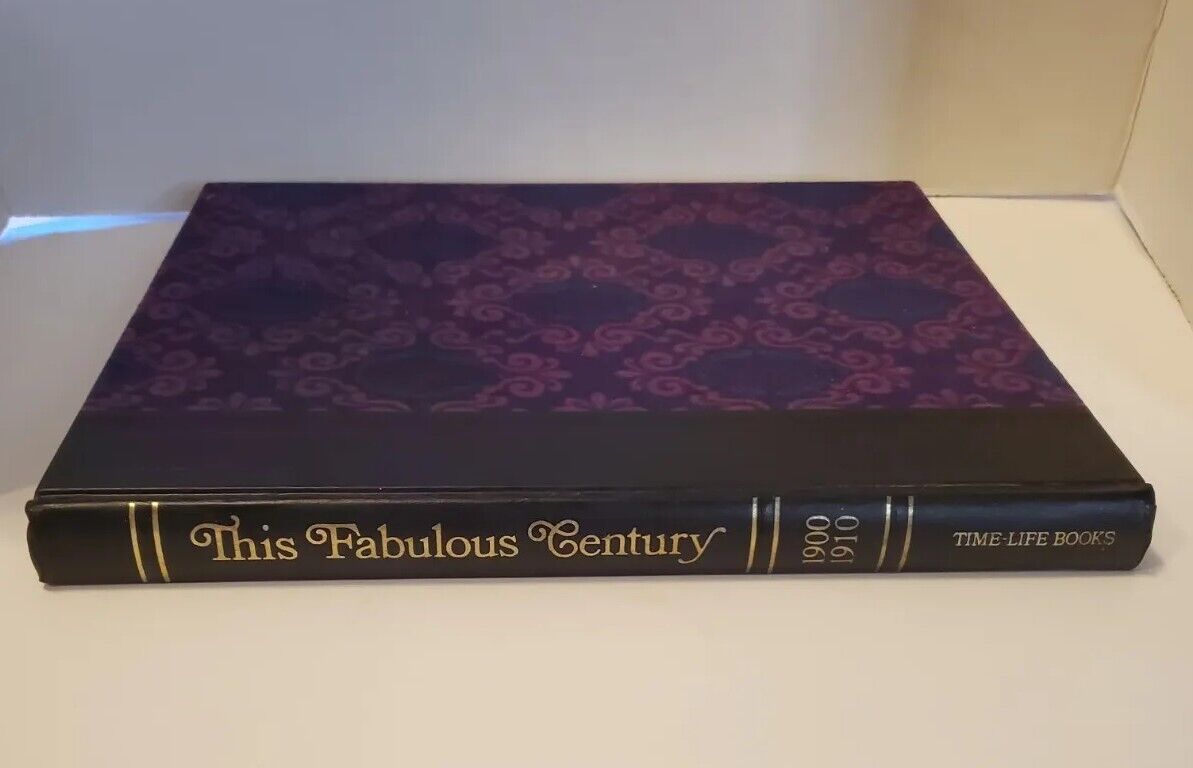 This Fabulous Century
1900
1910
TIME-LIFE BOOKS